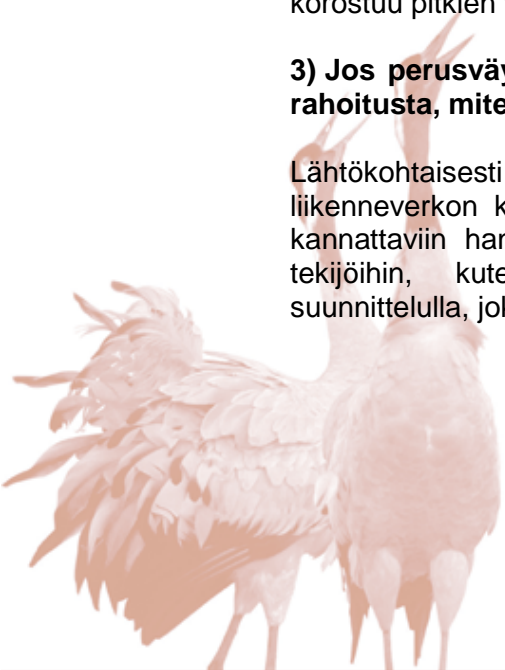 korostuu pitkien
3) Jos perusväy
rahoitusta, mite
Lähtökohtaisesti
liikenneverkon k
kannattaviin har
tekijöihin, kute
suunnittelulla, jol